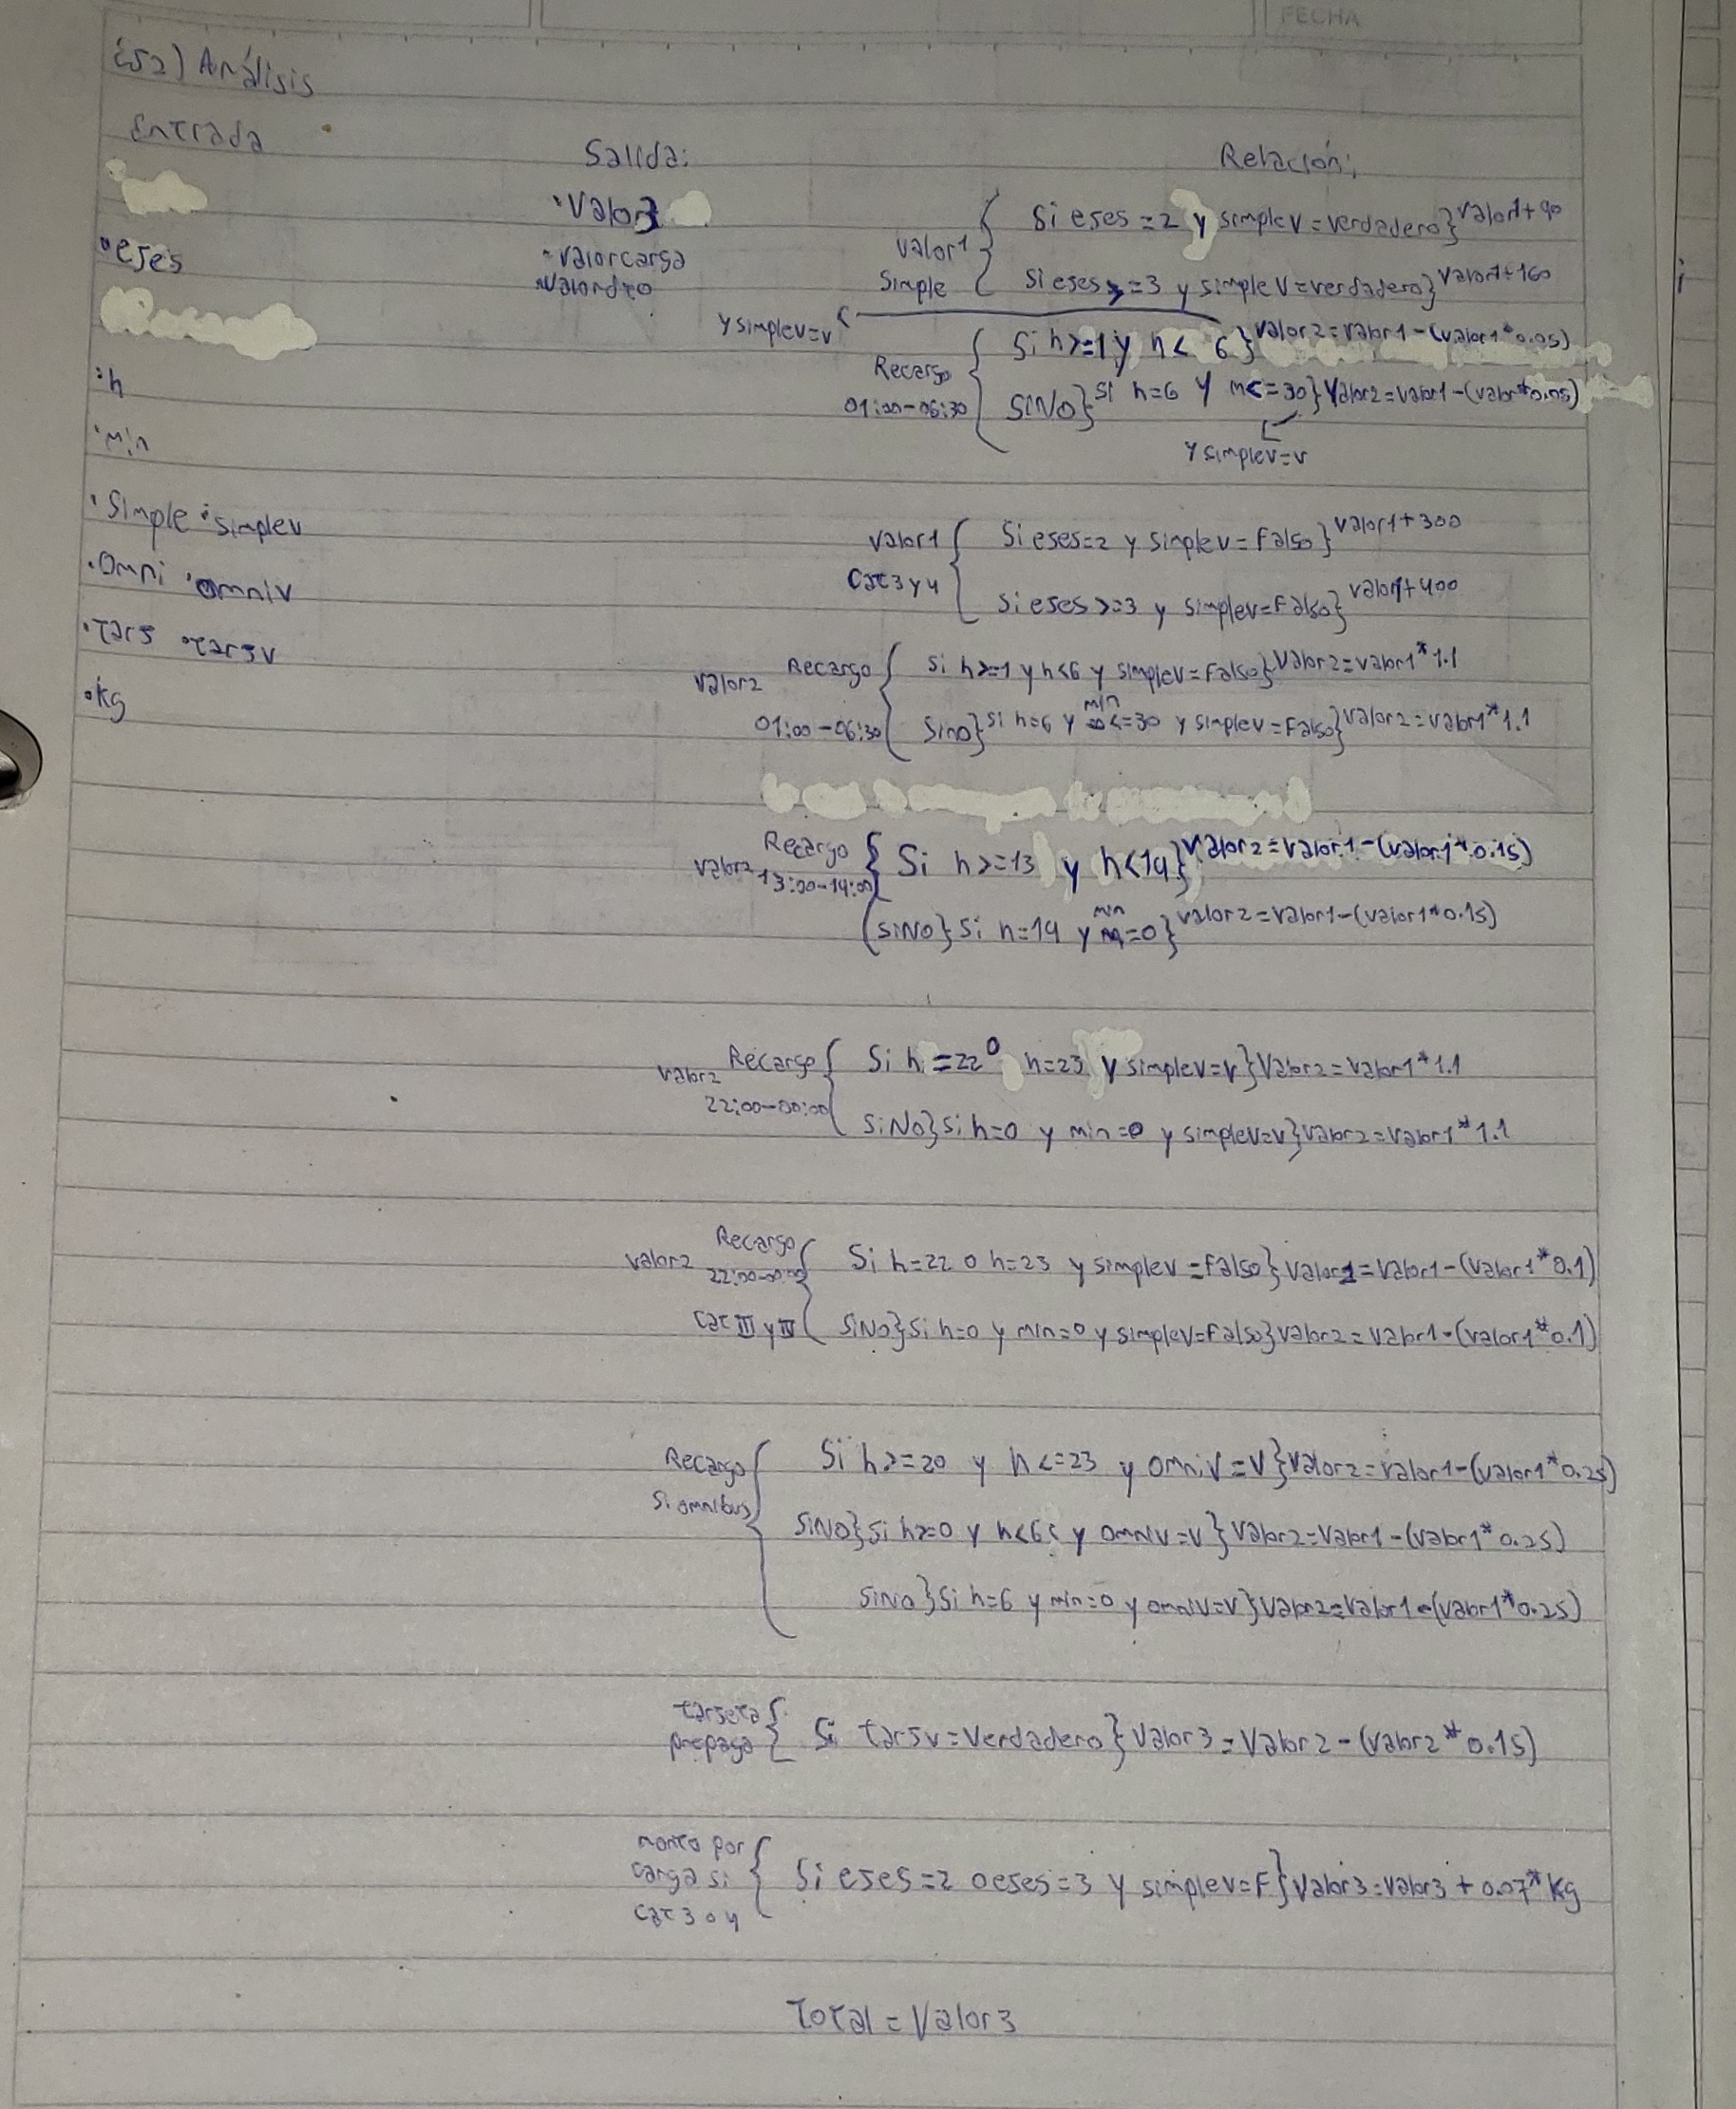 FECHA
EJ2) Análisis
Entrada
Salida:
Relación:
•Valor3
Valor1 Simple { Si ejes=2 y simplev=verdadero} Valor1+90
•ejes
•Valorcarga
Si ejes>=3 y simplev=verdadero} Valor1+160
•Valordto
y simplev=v
Recargo 01:00-06:30 { Si h>=1 y h<6} Valor2=Valor1-(valor1*0.05)
•h
SINO} si h=6 y m<=30} Valor2=valor1-(valor*0.05)
•min
y simplev=v
•Simple •simplev
Valor1 Cat 3 y 4 { Si ejes=2 y simplev=Falso} Valor1+300
•Omni •omniv
Si ejes>=3 y simplev=Falso} valor1+400
•Tarj •tarjv
Valor2 Recargo 01:00-06:30 { Si h>=1 y h<6 y simplev=Falso} Valor2=valor1*1.1
•kg
Sino} si h=6 y min<=30 y simplev=Falso} Valor2=valor1*1.1
Valor2 Recargo 13:00-14:00 { Si h>=13 y h<14} Valor2=Valor1-(valor1*0.15)
SINO} Si h=14 y min=0} Valor2=valor1-(valor1*0.15)
Valor2 Recargo 22:00-00:00 { Si h=22 o h=23 y simplev=v} Valor2=valor1*1.1
SiNo} si h=0 y min=0 y simplev=v} Valor2=valor1*1.1
Valor2 Recargo 22:00-00:00 Cat III y IV { Si h=22 o h=23 y simplev=Falso} Valor2=valor1-(valor1*0.1)
SiNo} si h=0 y min=0 y simplev=Falso} valor2=valor1-(valor1*0.1)
Recargo Si omnibus { Si h>=20 y h<=23 y omniv=v} Valor2=valor1-(valor1*0.25)
SiNO} si h>=0 y h<6 y omniv=v} Valor2=Valor1-(valor1*0.25)
SiNo} si h=6 y min=0 y omniv=v} Valor2=valor1-(valor1*0.25)
tarjeta prepaga { Si tarjv=Verdadero} Valor3=Valor2-(valor2*0.15)
monto por carga si cat 3 o 4 { Si ejes=2 o ejes=3 y simplev=F} Valor3=valor3+0.07*kg
Total=Valor3